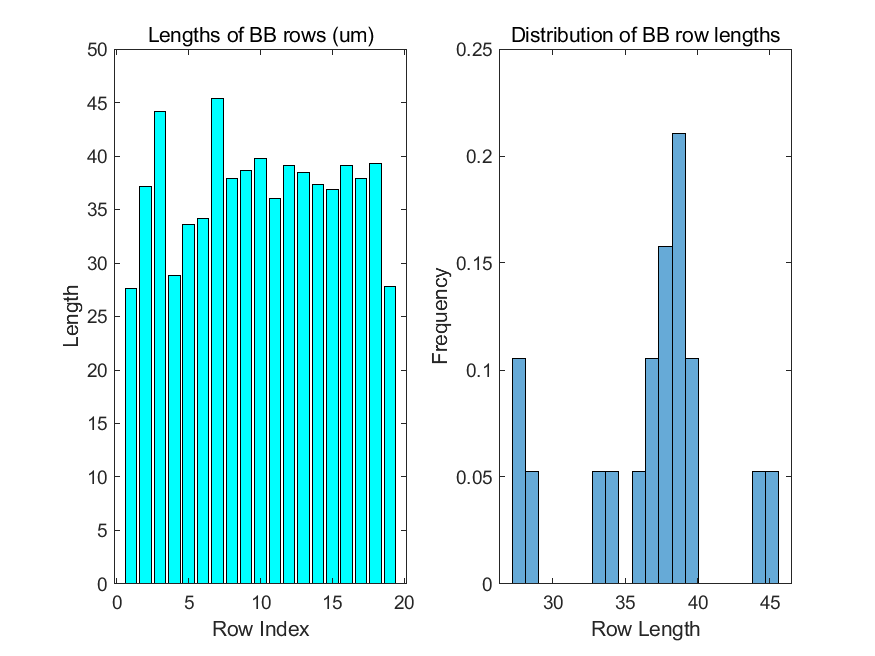 Lengths of BB rows (um)
50
45
40
35
30
25
20
15
10
5
0
Length
0 5 10 15 20
Row Index
Distribution of BB row lengths
0.25
0.2
0.15
0.1
0.05
0
Frequency
30 35 40 45
Row Length